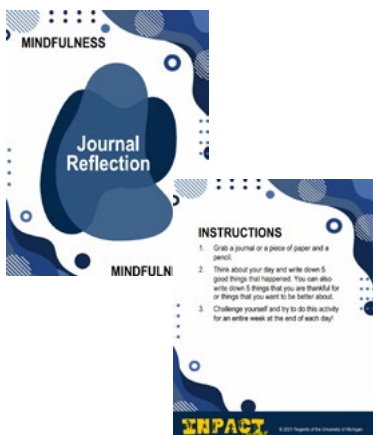 MINDFULNESS
Journal
Reflection
MINDFULNI
INSTRUCTIONS
1. Grab a journal or a piece of paper and a
pencil.
2. Think about your day and write down 5
good things that happened. You can also
write down 5 things that you are thankful for
or things that you want to be better about.
3. Challenge yourself and try to do this activity
for an entire week at the end of each day!
INPACT
© 2021 Regents of the University of Michigan